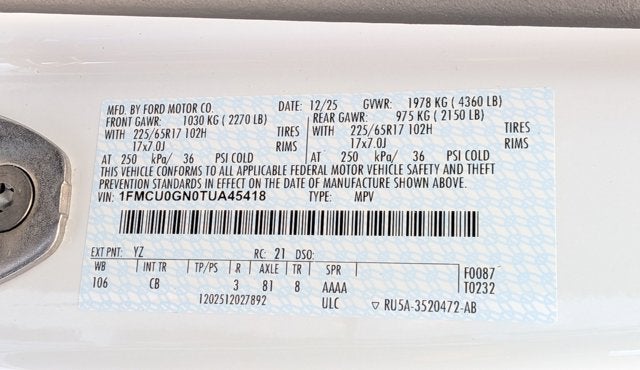 MFD. BY FORD MOTOR CO. DATE: 12/25 GVWR: 1978 KG ( 4360 LB)
FRONT GAWR: 1030 KG ( 2270 LB) REAR GAWR: 975 KG ( 2150 LB)
WITH 225/65R17 102H TIRES WITH 225/65R17 102H TIRES
17x7.0J RIMS 17x7.0J RIMS
AT 250 kPa/ 36 PSI COLD AT 250 kPa/ 36 PSI COLD
THIS VEHICLE CONFORMS TO ALL APPLICABLE FEDERAL MOTOR VEHICLE SAFETY AND THEFT
PREVENTION STANDARDS IN EFFECT ON THE DATE OF MANUFACTURE SHOWN ABOVE.
VIN: 1FMCU0GN0TUA45418 TYPE: MPV
EXT PNT: YZ RC: 21 DSO:
WB INT TR TP/PS R AXLE TR SPR F0087
106 CB 3 81 8 AAAA T0232
1202512027892 ULC ▽ RU5A-3520472-AB